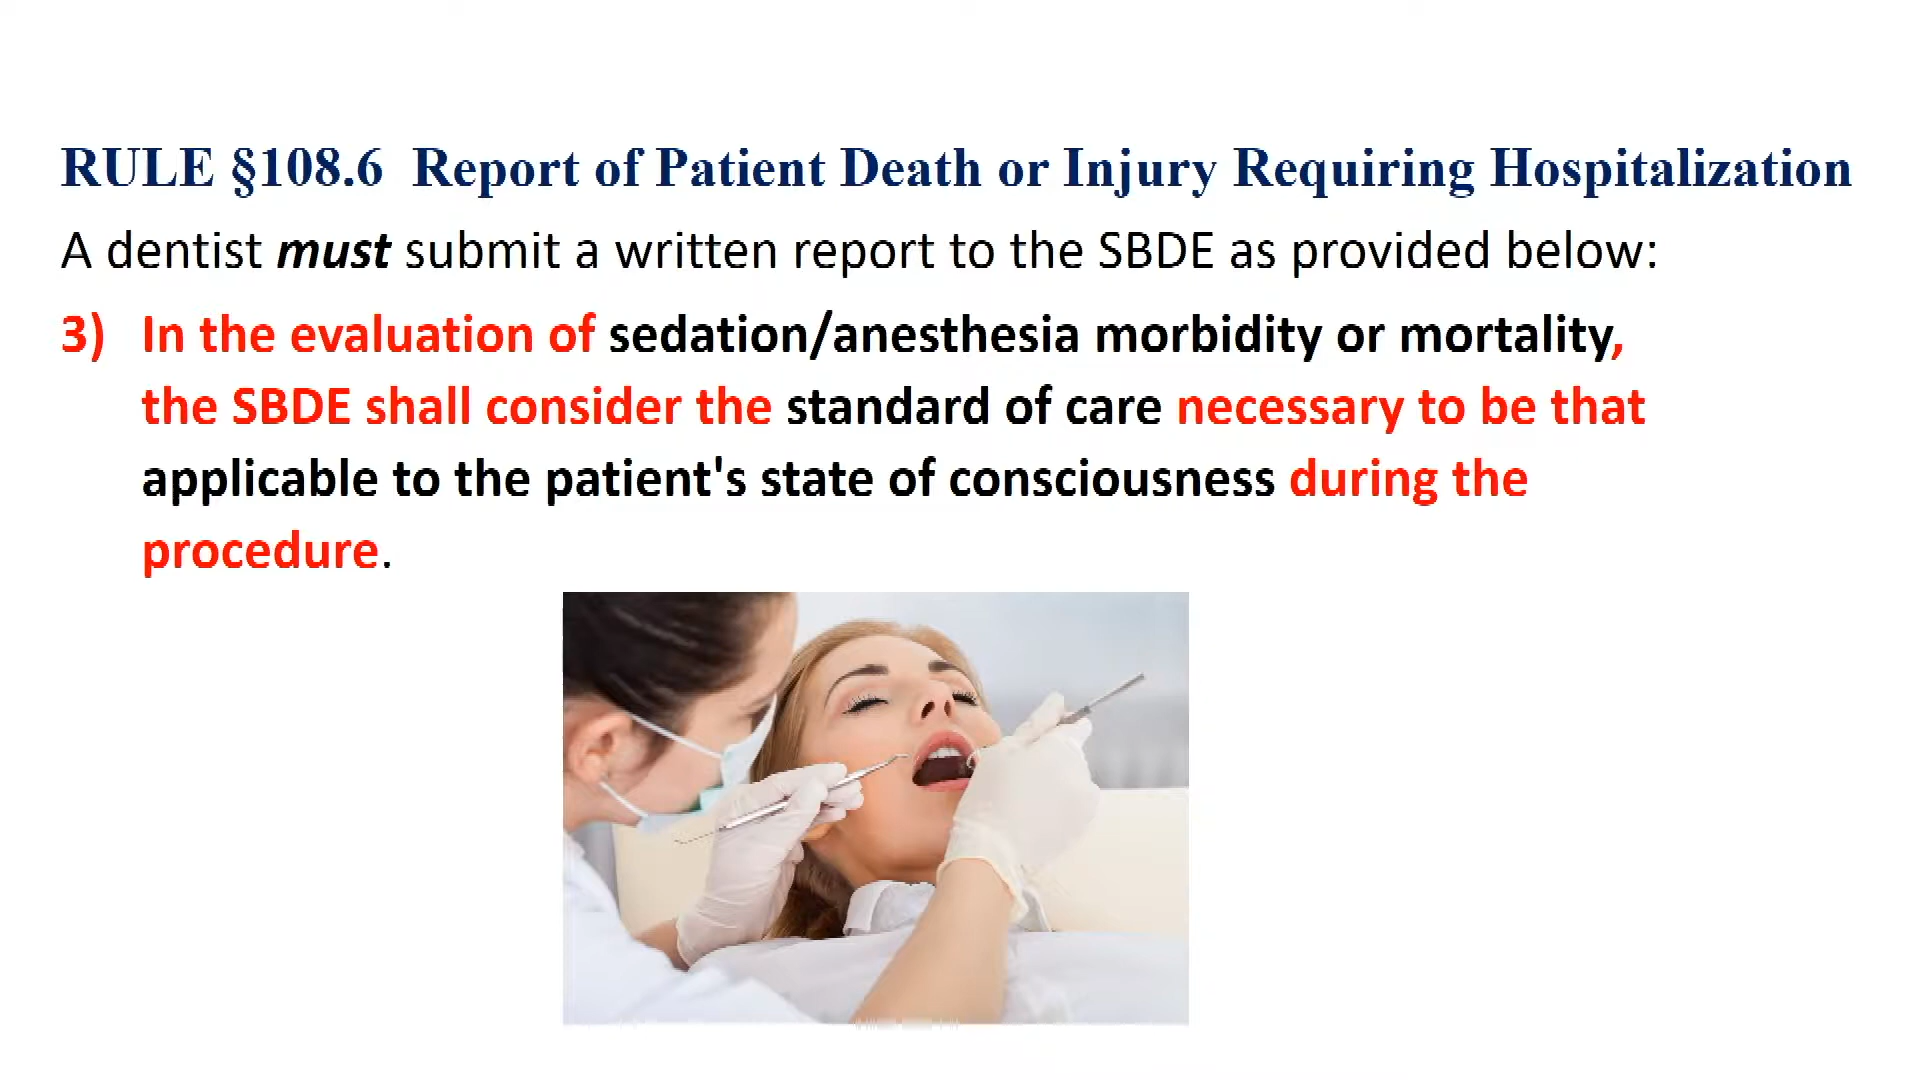 RULE §108.6 Report of Patient Death or Injury Requiring Hospitalization
A dentist must submit a written report to the SBDE as provided below:
3) In the evaluation of sedation/anesthesia morbidity or mortality,
the SBDE shall consider the standard of care necessary to be that
applicable to the patient's state of consciousness during the
procedure.